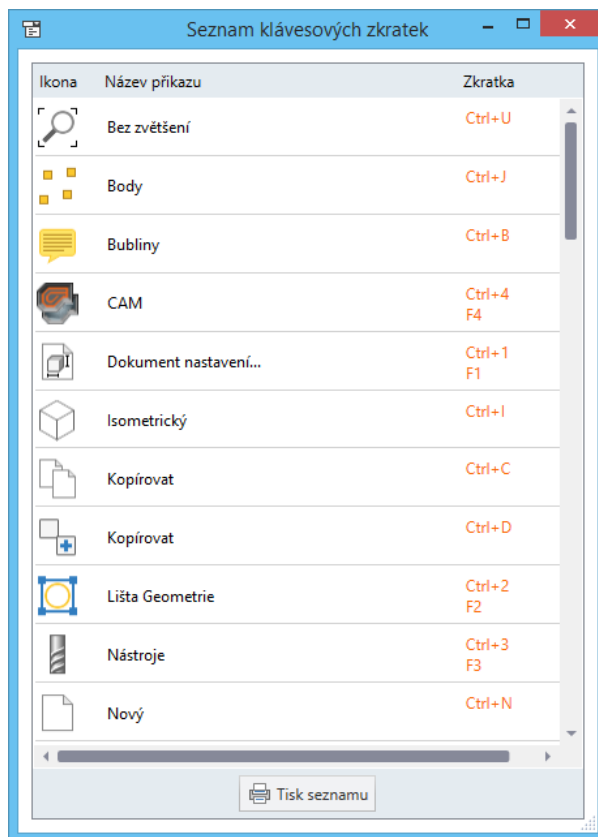 Seznam klávesových zkratek
Ikona Název příkazu Zkratka
Bez zvětšení Ctrl+U
Body Ctrl+J
Bubliny Ctrl+B
CAM Ctrl+4
F4
Dokument nastavení... Ctrl+1
F1
Isometrický Ctrl+I
Kopírovat Ctrl+C
Kopírovat Ctrl+D
Lišta Geometrie Ctrl+2
F2
Nástroje Ctrl+3
F3
Nový Ctrl+N
Tisk seznamu